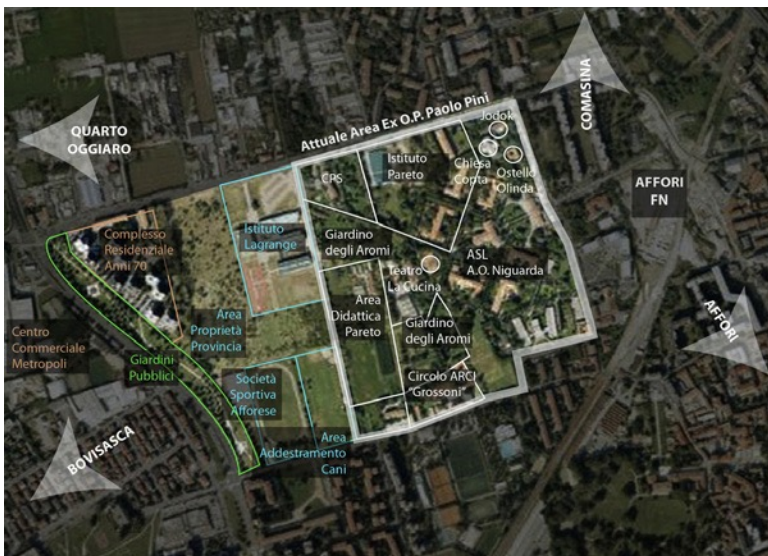 COMASINA
Attuale Area Ex O.P. Paolo Pini
Jodok
QUARTO
OGGIARO
Istituto
Pareto
Chiesa
Copta
Ostello
Olinda
CPS
AFFORI
FN
Complesso
Residenziale
Anni 70
Istituto
Lagrange
Giardino
degli Aromi
ASL
A.O. Niguarda
Teatro
La Cucina
Area
Didattica
Pareto
Area
Proprietà
Provincia
Giardino
degli Aromi
AFFORI
Centro
Commerciale
Metropoli
Giardini
Pubblici
Società
Sportiva
Afforese
Circolo ARCI
"Grossoni"
Area
Addestramento
Cani
BOVISASCA